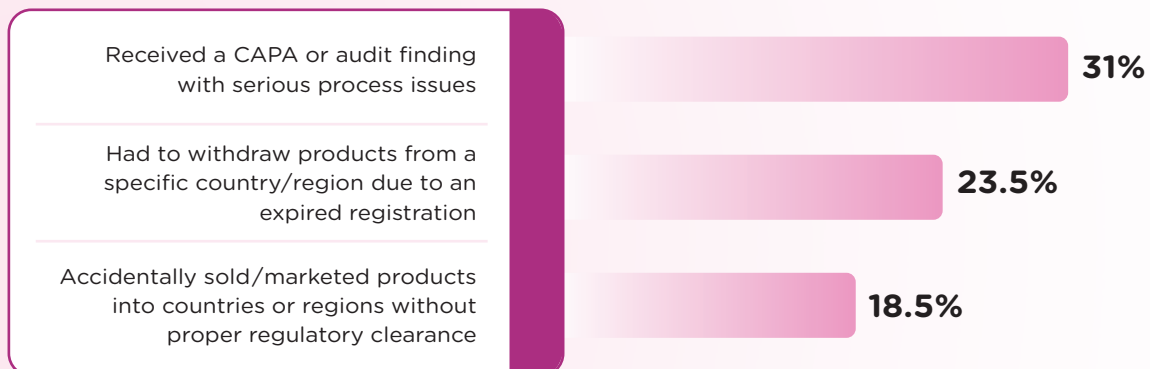 Received a CAPA or audit finding
with serious process issues
31%
Had to withdraw products from a
specific country/region due to an
expired registration
23.5%
Accidentally sold/marketed products
into countries or regions without
proper regulatory clearance
18.5%